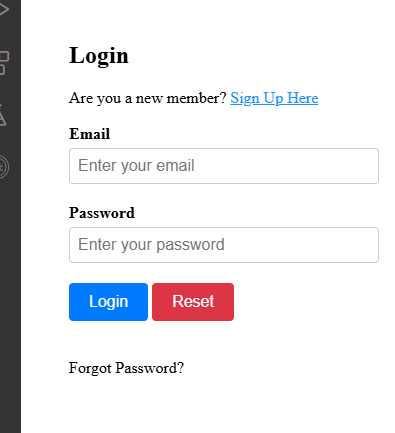 Login
Are you a new member? Sign Up Here
Email
Enter your email
Password
Enter your password
Login Reset
Forgot Password?